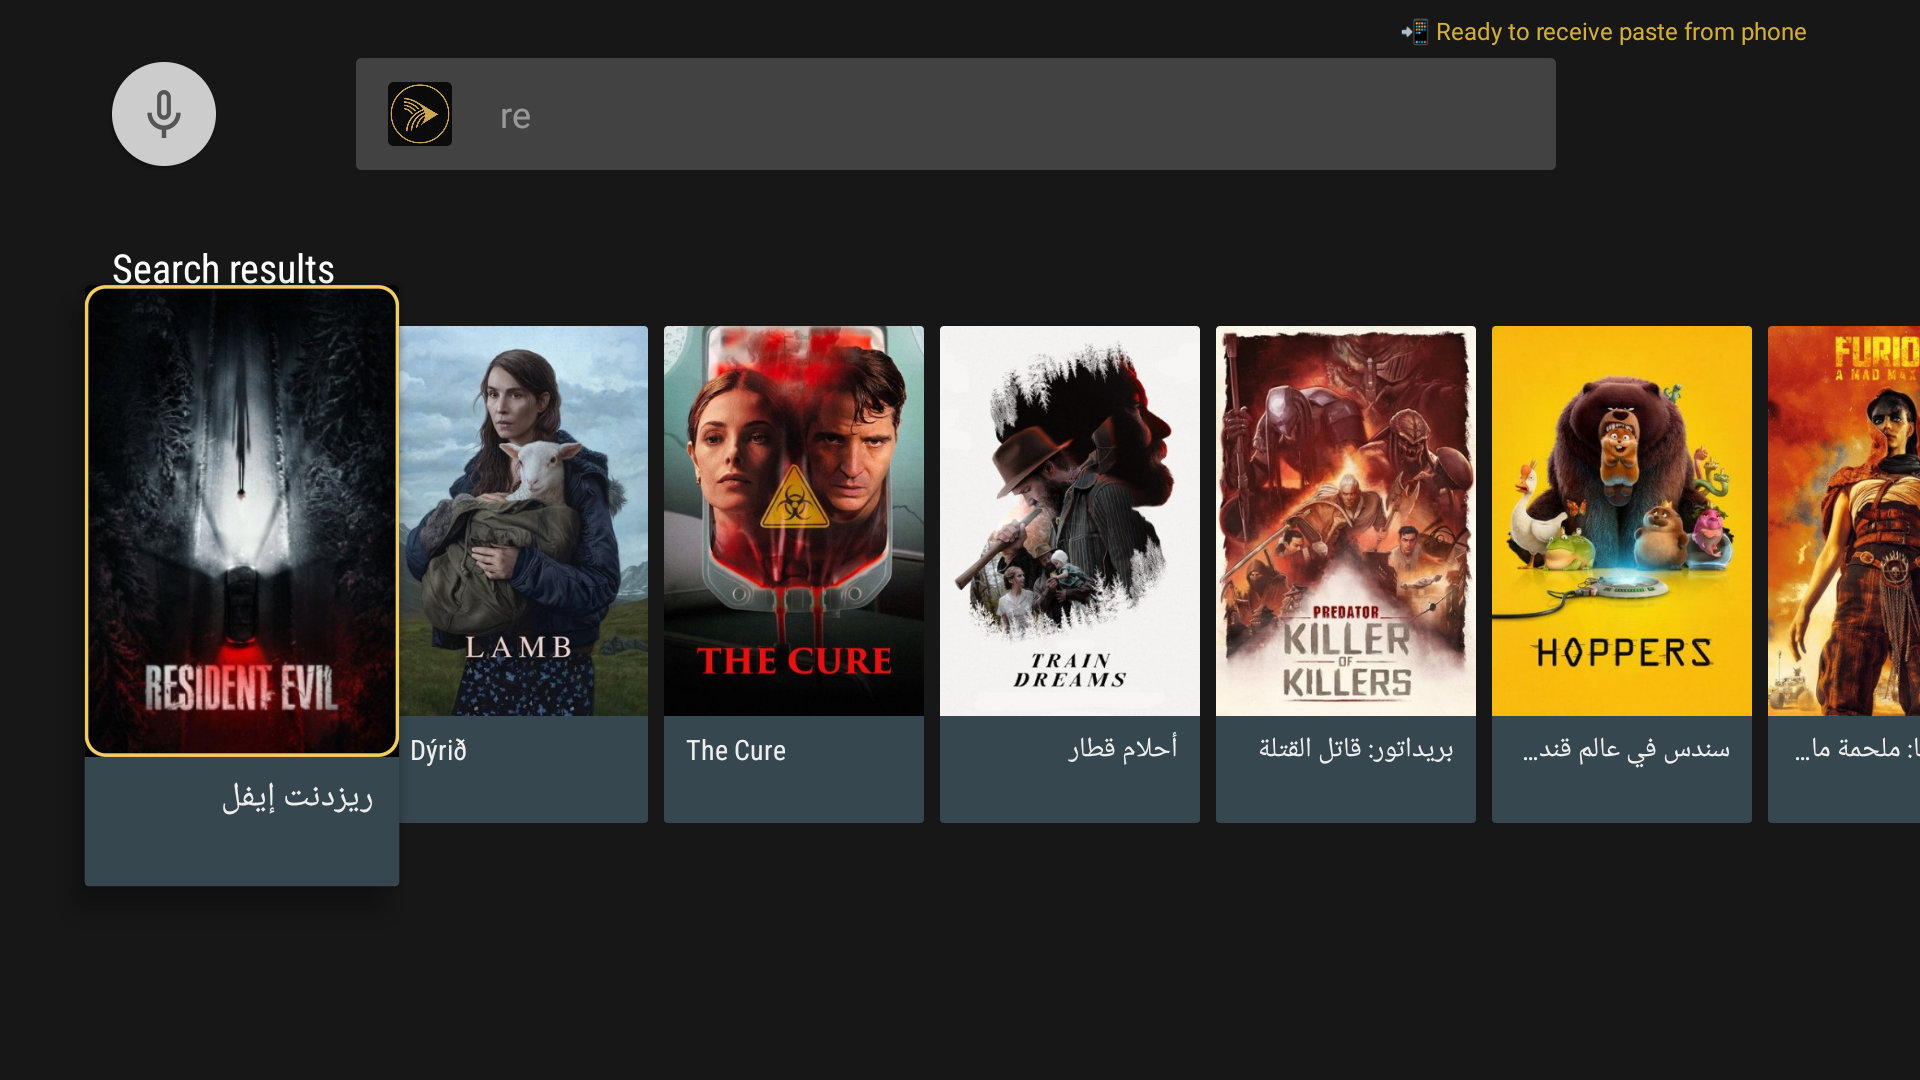 Ready to receive paste from phone
re
Search results
RESIDENT EVIL
ريزدنت إيفل
LAMB
Dýrið
THE CURE
The Cure
TRAIN
DREAMS
أحلام قطار
PREDATOR
KILLER
OF
KILLERS
بريداتور: قاتل القتلة
HOPPERS
سندس في عالم قند...
FURIO
A MAD MAX
ا: ملحمة ما...